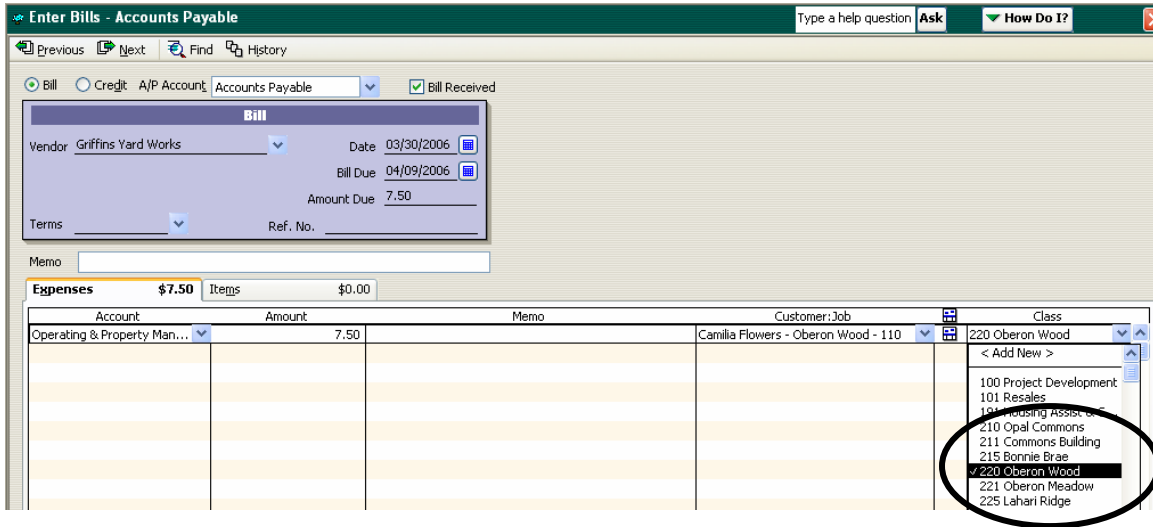 Enter Bills - Accounts Payable Type a help question Ask How Do I?
Previous Next Find History
Bill Credit A/P Account Accounts Payable Bill Received
Bill
Vendor Griffins Yard Works Date 03/30/2006
Bill Due 04/09/2006
Amount Due 7.50
Terms Ref. No.
Memo
Expenses $7.50 Items $0.00
Account Amount Memo Customer:Job Class
Operating & Property Man... 7.50 Camilia Flowers - Oberon Wood - 110 220 Oberon Wood
< Add New >
100 Project Development
101 Resales
191 Housing Assist &
210 Opal Commons
211 Commons Building
215 Bonnie Brae
220 Oberon Wood
221 Oberon Meadow
225 Lahari Ridge